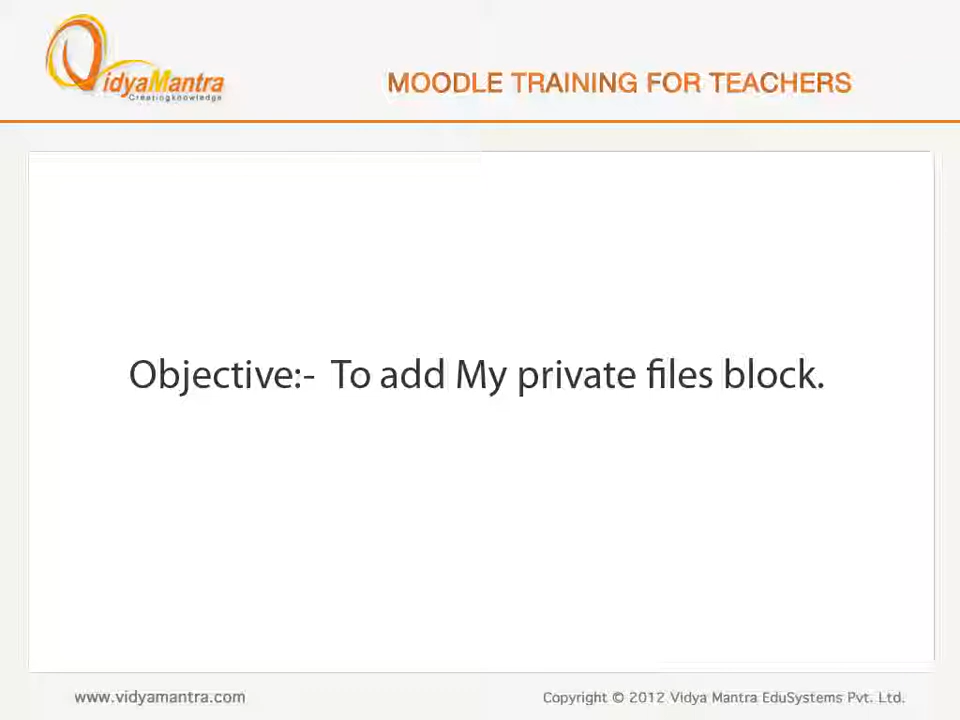 VidyaMantra
Creatingknowledge
MOODLE TRAINING FOR TEACHERS
Objective:- To add My private files block.
www.vidyamantra.com
Copyright © 2012 Vidya Mantra EduSystems Pvt. Ltd.